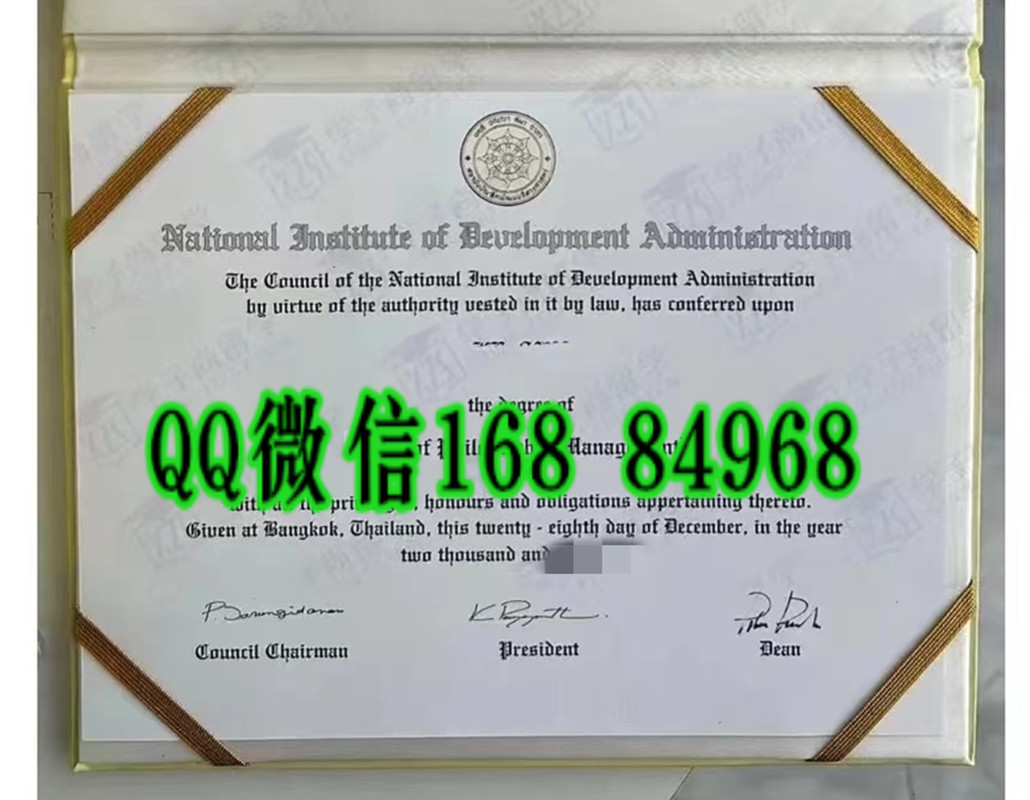 National Institute of Development Administration
The Council of the National Institute of Development Administration
by virtue of the authority vested in it by law, has conferred upon
the degree of
QQ微信168 84968
of Management
honours and obligations appertaining thereto.
Given at Bangkok, Thailand, this twenty - eighth day of December, in the year
two thousand and
Council Chairman
President
Dean